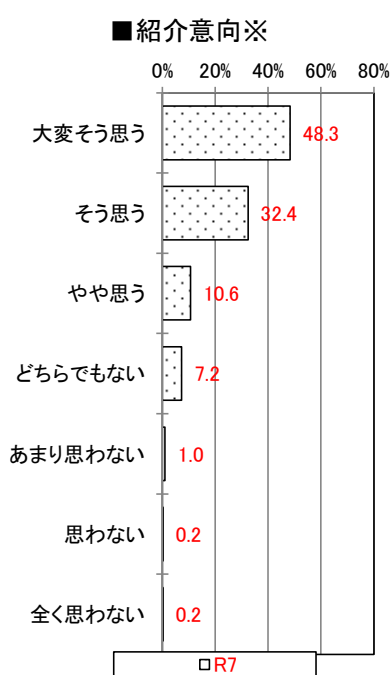 ■紹介意向※
0% 20% 40% 60% 80%
大変そう思う 48.3
そう思う 32.4
やや思う 10.6
どちらでもない 7.2
あまり思わない 1.0
思わない 0.2
全く思わない 0.2
R7